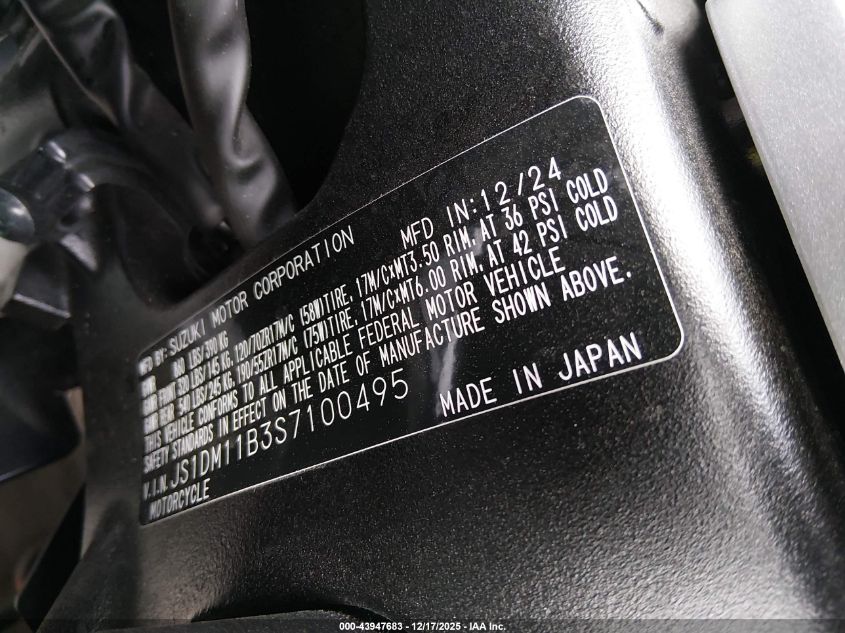 MFD BY: SUZUKI MOTOR CORPORATION MFD IN: 12/24
GVWR 860 LBS/390 KG
GAWR FRONT 320 LBS/145 KG, 120/70ZR17M/C (58W)TIRE, 17M/CxMT3.50 RIM, AT 36 PSI COLD
GAWR REAR 540 LBS/245 KG, 190/55ZR17M/C (75W)TIRE, 17M/CxMT6.00 RIM, AT 42 PSI COLD
THIS VEHICLE CONFORMS TO ALL APPLICABLE FEDERAL MOTOR VEHICLE
SAFETY STANDARDS IN EFFECT ON THE DATE OF MANUFACTURE SHOWN ABOVE.
V.I.N. JS1DM11B3S7100495 MADE IN JAPAN
MOTORCYCLE
000-43947683 - 12/17/2025 - IAA Inc.